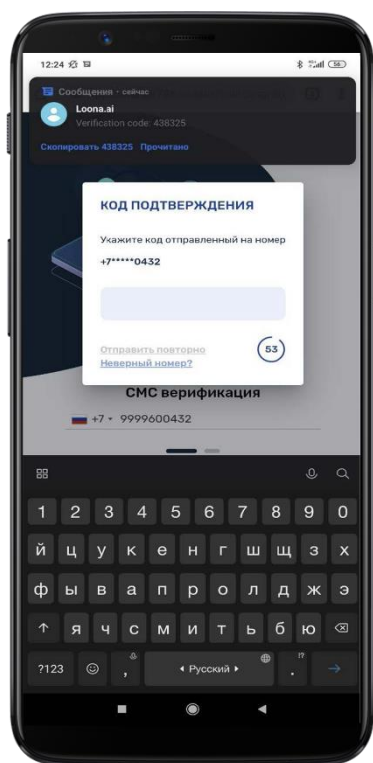 12:24
56
Сообщения • сейчас
Loona.ai
Verification code: 438325
Скопировать 438325 Прочитано
КОД ПОДТВЕРЖДЕНИЯ
Укажите код отправленный на номер
+7*****0432
Отправить повторно
53
Неверный номер?
СМС верификация
+7 9999600432
1 2 3 4 5 6 7 8 9 0
й ц у к е н г ш щ з х
ф ы в а п р о л д ж э
я ч с м и т ь б ю
?123 , Русский . !?